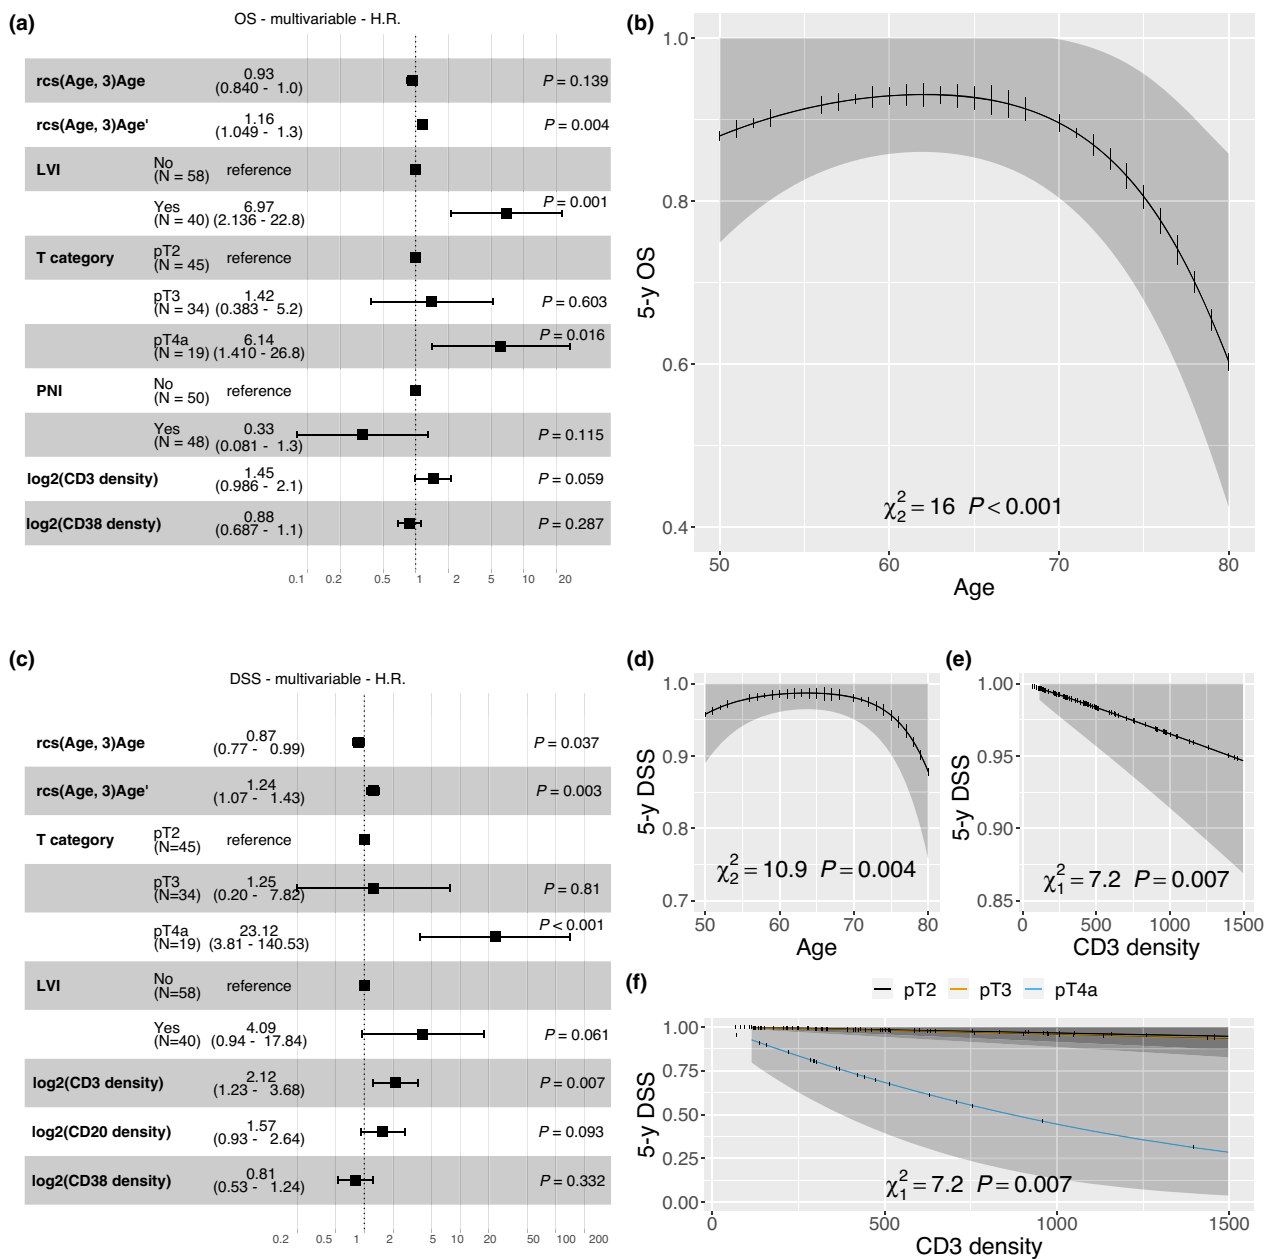 (a)
OS - multivariable - H.R.
rcs(Age, 3)Age 0.93 P = 0.139
(0.840 - 1.0)
rcs(Age, 3)Age' 1.16 P = 0.004
(1.049 - 1.3)
LVI No reference
(N = 58)
Yes 6.97 P = 0.001
(N = 40) (2.136 - 22.8)
T category pT2 reference
(N = 45)
pT3 1.42 P = 0.603
(N = 34) (0.383 - 5.2)
pT4a 6.14 P = 0.016
(N = 19) (1.410 - 26.8)
PNI No reference
(N = 50)
Yes 0.33 P = 0.115
(N = 48) (0.081 - 1.3)
log2(CD3 density) 1.45 P = 0.059
(0.986 - 2.1)
log2(CD38 densty) 0.88 P = 0.287
(0.687 - 1.1)
0.1 0.2 0.5 1 2 5 10 20
(b)
1.0
0.8
0.6
0.4
5-y OS
χ²₂ = 16 P < 0.001
50 60 70 80
Age
(c)
DSS - multivariable - H.R.
rcs(Age, 3)Age 0.87 P = 0.037
(0.77 - 0.99)
rcs(Age, 3)Age' 1.24 P = 0.003
(1.07 - 1.43)
T category pT2 reference
(N=45)
pT3 1.25 P = 0.81
(N=34) (0.20 - 7.82)
pT4a 23.12 P < 0.001
(N=19) (3.81 - 140.53)
LVI No reference
(N=58)
Yes 4.09 P = 0.061
(N=40) (0.94 - 17.84)
log2(CD3 density) 2.12 P = 0.007
(1.23 - 3.68)
log2(CD20 density) 1.57 P = 0.093
(0.93 - 2.64)
log2(CD38 density) 0.81 P = 0.332
(0.53 - 1.24)
0.2 0.5 1 2 5 10 20 50 100 200
(d)
1.0
0.9
0.8
0.7
5-y DSS
χ²₂ = 10.9 P = 0.004
50 60 70 80
Age
(e)
1.00
0.95
0.90
0.85
5-y DSS
χ²₁ = 7.2 P = 0.007
0 500 1000 1500
CD3 density
(f)
pT2 pT3 pT4a
1.00
0.75
0.50
0.25
0.00
5-y DSS
χ²₁ = 7.2 P = 0.007
0 500 1000 1500
CD3 density